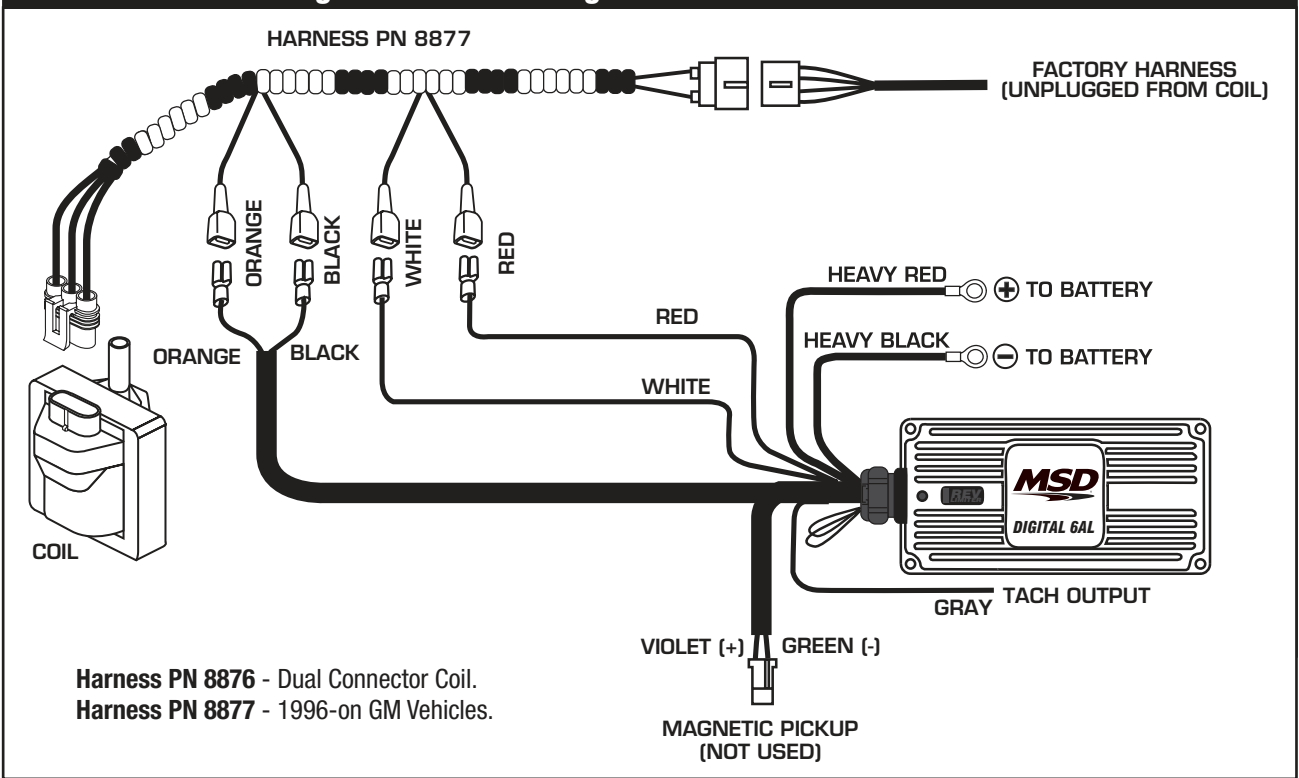 HARNESS PN 8877
FACTORY HARNESS
(UNPLUGGED FROM COIL)
ORANGE
BLACK
WHITE
RED
HEAVY RED
+ TO BATTERY
RED
HEAVY BLACK
- TO BATTERY
ORANGE
BLACK
WHITE
MSD
REV
DIGITAL 6AL
COIL
TACH OUTPUT
GRAY
VIOLET (+)
GREEN (-)
Harness PN 8876 - Dual Connector Coil.
Harness PN 8877 - 1996-on GM Vehicles.
MAGNETIC PICKUP
(NOT USED)